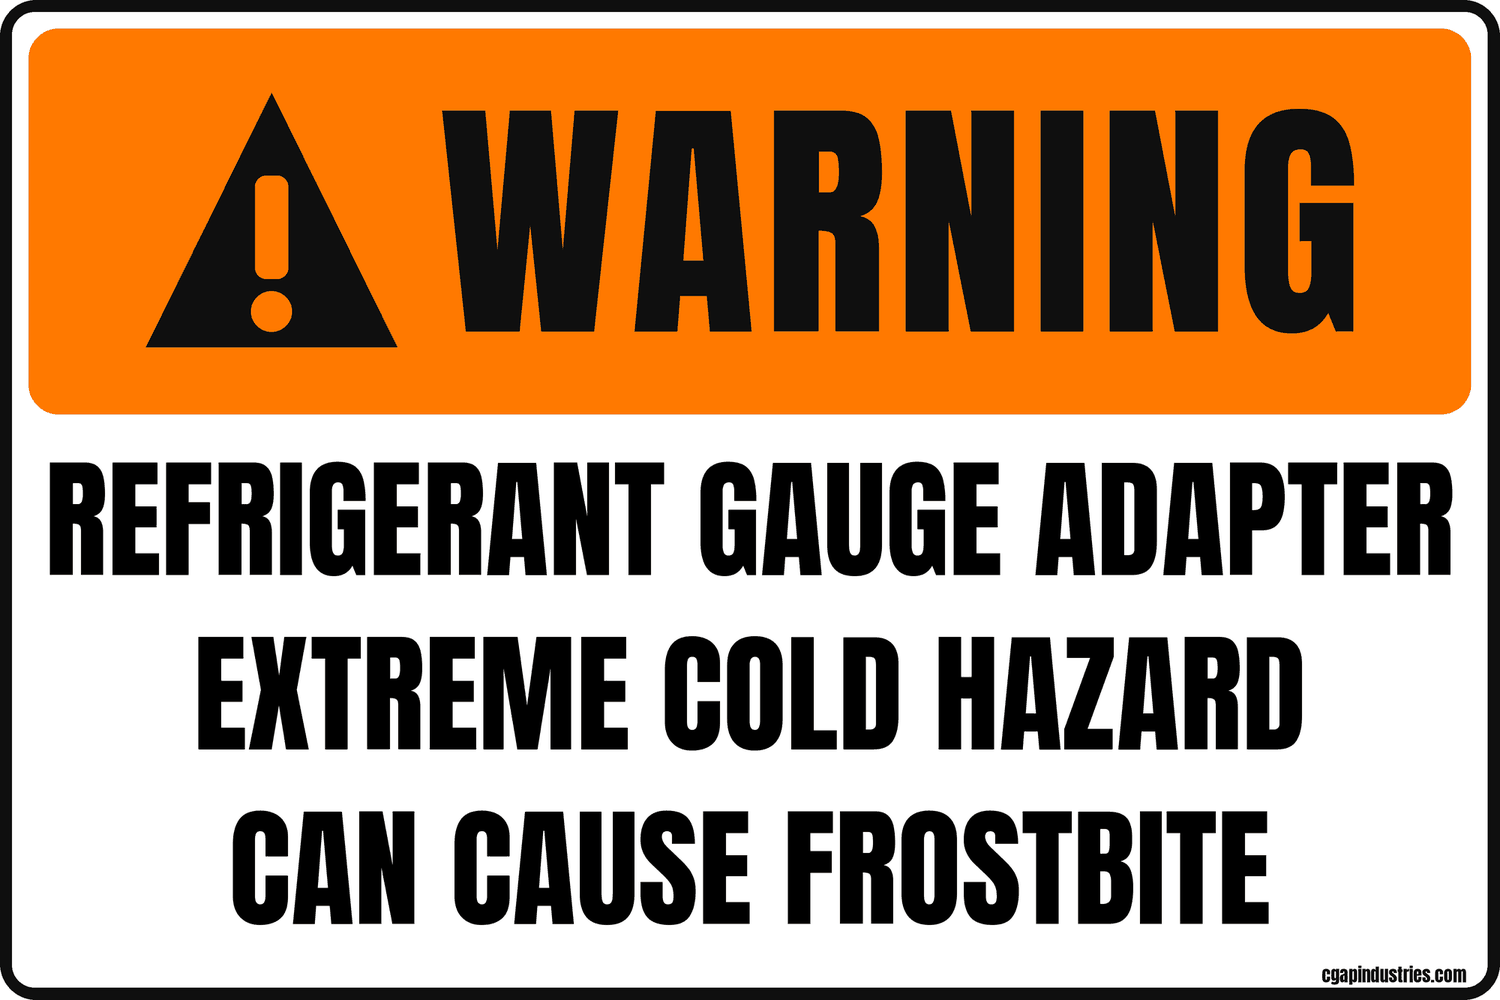 WARNING
REFRIGERANT GAUGE ADAPTER
EXTREME COLD HAZARD
CAN CAUSE FROSTBITE
cgapindustries.com